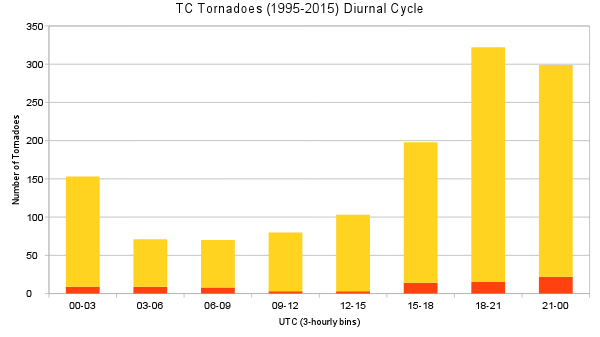 TC Tornadoes (1995-2015) Diurnal Cycle
350
300
250
200
150
100
50
0
Number of Tornadoes
00-03 03-06 06-09 09-12 12-15 15-18 18-21 21-00
UTC (3-hourly bins)